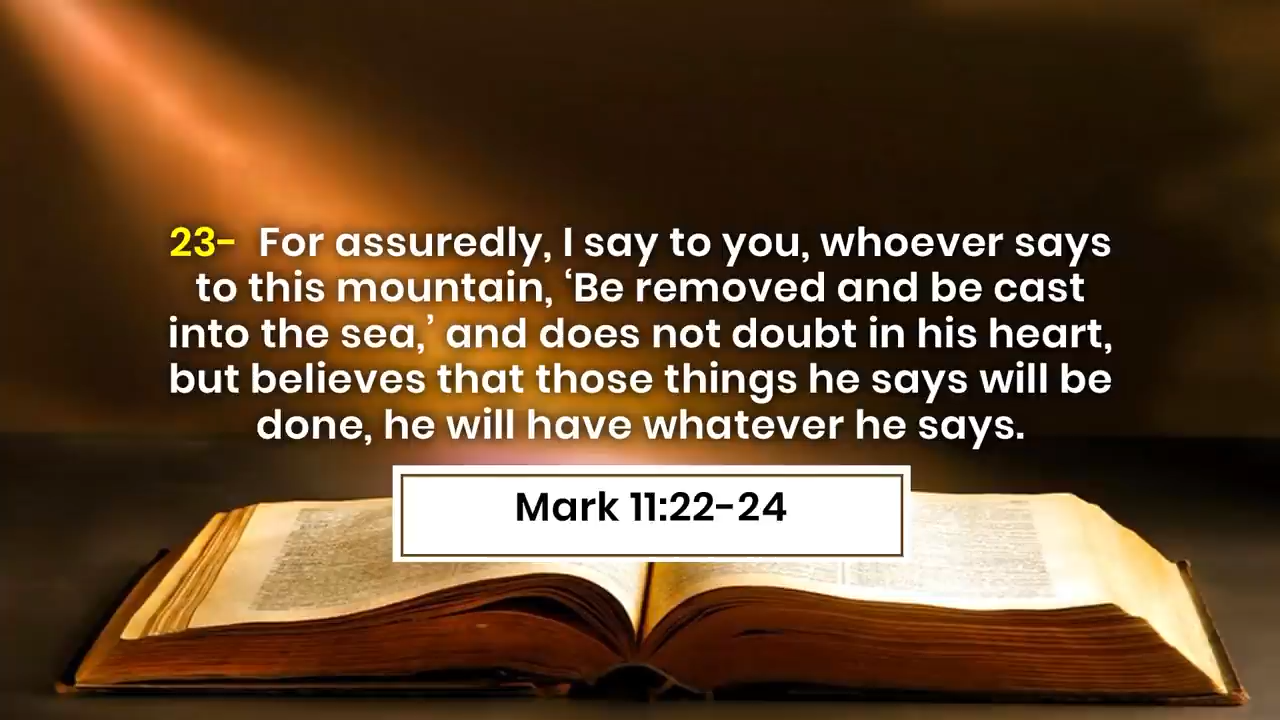 23- For assuredly, I say to you, whoever says
to this mountain, ‘Be removed and be cast
into the sea,’ and does not doubt in his heart,
but believes that those things he says will be
done, he will have whatever he says.
Mark 11:22-24